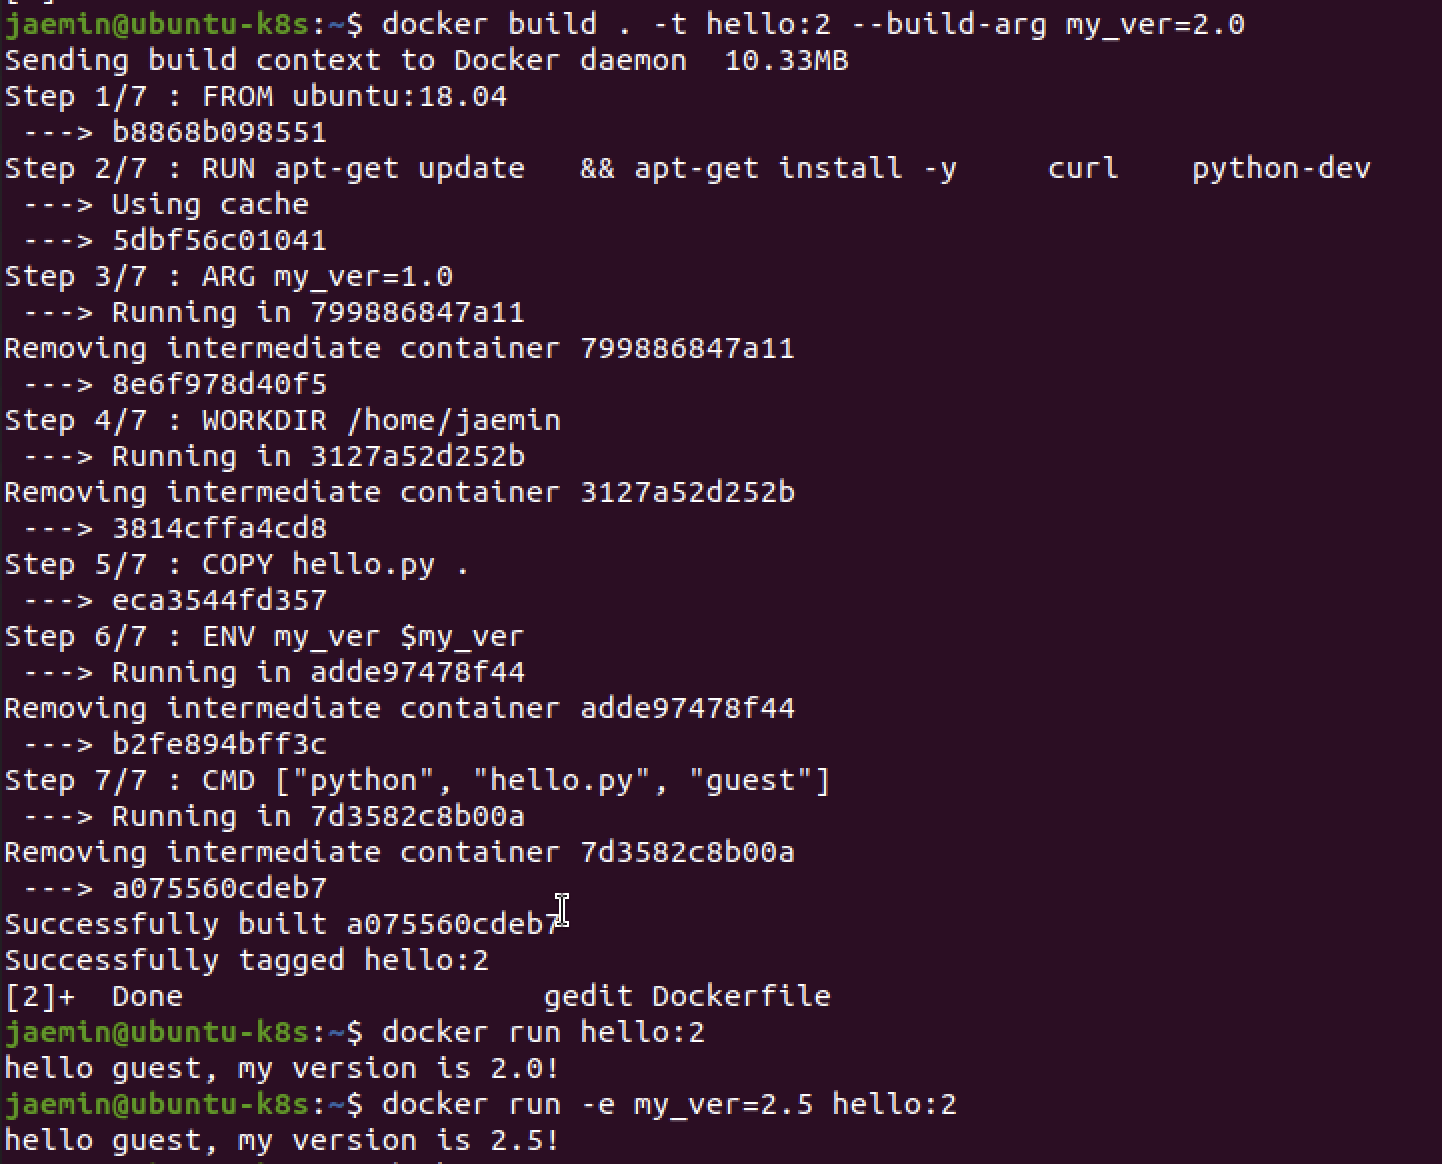 jaemin@ubuntu-k8s:~$ docker build . -t hello:2 --build-arg my_ver=2.0
Sending build context to Docker daemon  10.33MB
Step 1/7 : FROM ubuntu:18.04
 ---> b8868b098551
Step 2/7 : RUN apt-get update   && apt-get install -y     curl    python-dev
 ---> Using cache
 ---> 5dbf56c01041
Step 3/7 : ARG my_ver=1.0
 ---> Running in 799886847a11
Removing intermediate container 799886847a11
 ---> 8e6f978d40f5
Step 4/7 : WORKDIR /home/jaemin
 ---> Running in 3127a52d252b
Removing intermediate container 3127a52d252b
 ---> 3814cffa4cd8
Step 5/7 : COPY hello.py .
 ---> eca3544fd357
Step 6/7 : ENV my_ver $my_ver
 ---> Running in adde97478f44
Removing intermediate container adde97478f44
 ---> b2fe894bff3c
Step 7/7 : CMD ["python", "hello.py", "guest"]
 ---> Running in 7d3582c8b00a
Removing intermediate container 7d3582c8b00a
 ---> a075560cdeb7
Successfully built a075560cdeb7
Successfully tagged hello:2
[2]+  Done                    gedit Dockerfile
jaemin@ubuntu-k8s:~$ docker run hello:2
hello guest, my version is 2.0!
jaemin@ubuntu-k8s:~$ docker run -e my_ver=2.5 hello:2
hello guest, my version is 2.5!